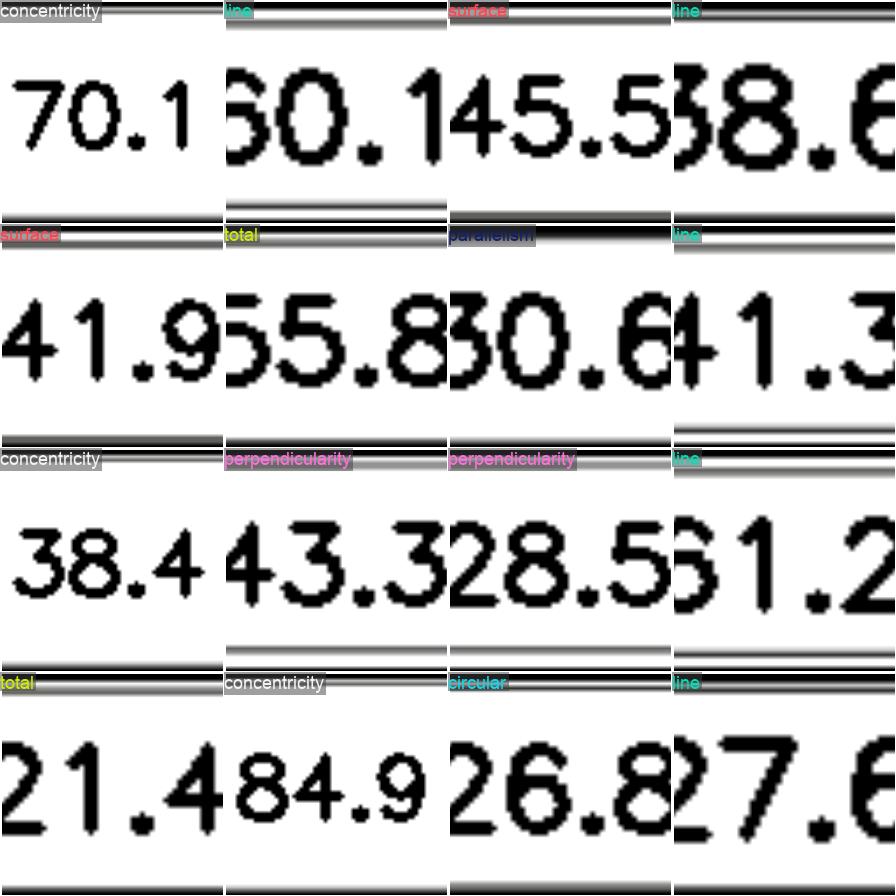 concentricity line surface line
70.1 60.1 45.5 38.6
surface total parallelism line
41.9 55.8 30.6 41.3
concentricity perpendicularity perpendicularity line
38.4 43.3 28.5 61.2
total concentricity circular line
21.4 84.9 26.8 27.6